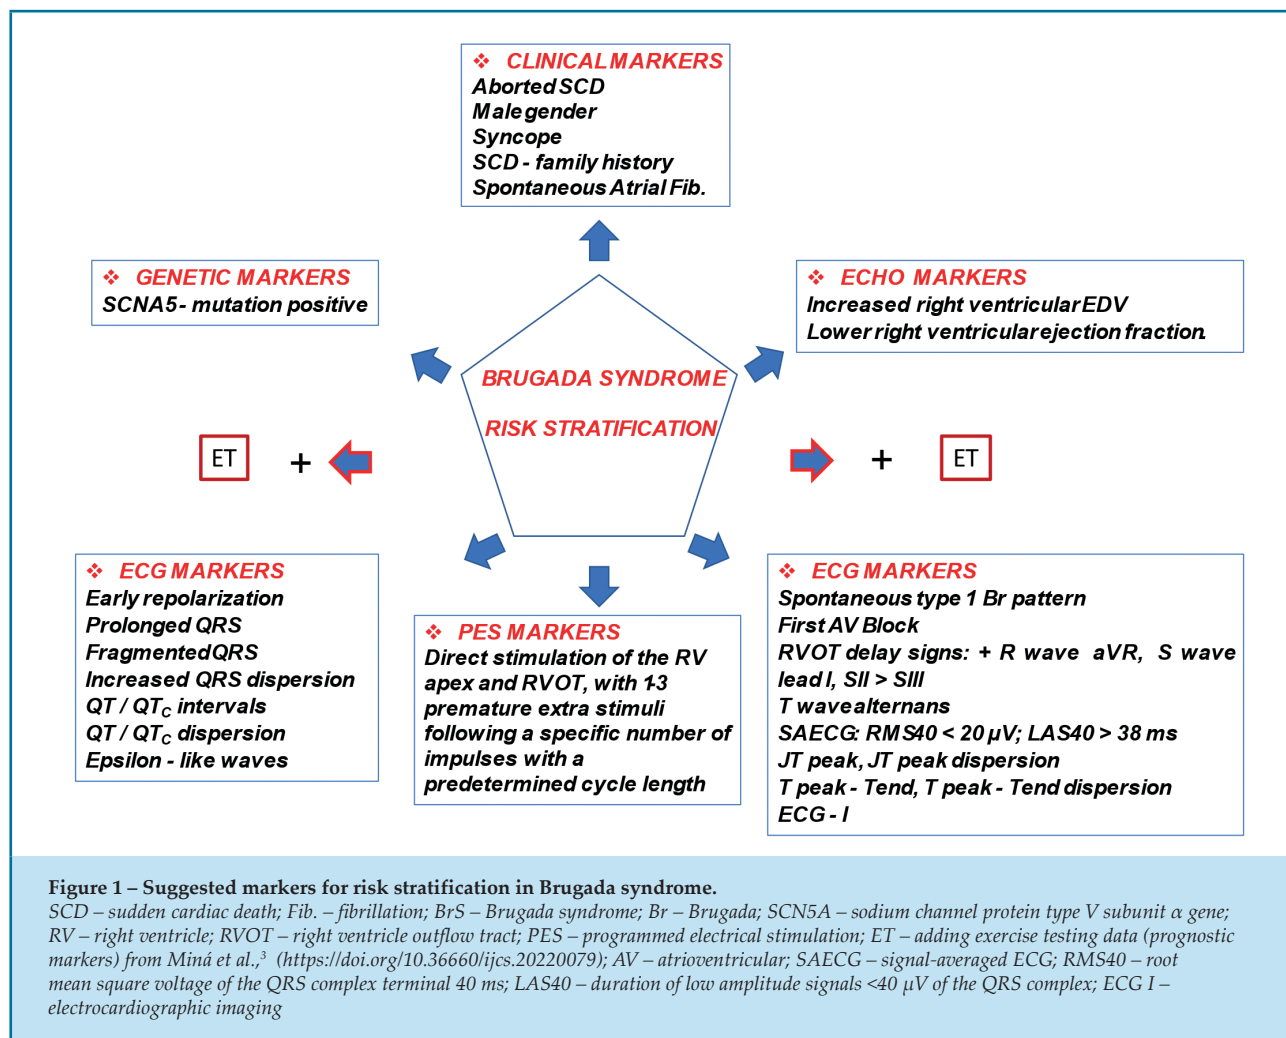 ❖ CLINICAL MARKERS
Aborted SCD
Male gender
Syncope
SCD - family history
Spontaneous Atrial Fib.
❖ GENETIC MARKERS
SCNA5 - mutation positive
❖ ECHO MARKERS
Increased right ventricular EDV
Lower right ventricular ejection fraction.
BRUGADA SYNDROME
RISK STRATIFICATION
ET +
+ ET
❖ ECG MARKERS
Early repolarization
Prolonged QRS
Fragmented QRS
Increased QRS dispersion
QT / QTC intervals
QT / QTC dispersion
Epsilon - like waves
❖ PES MARKERS
Direct stimulation of the RV
apex and RVOT, with 1-3
premature extra stimuli
following a specific number of
impulses with a
predetermined cycle length
❖ ECG MARKERS
Spontaneous type 1 Br pattern
First AV Block
RVOT delay signs: + R wave aVR, S wave
lead I, SII > SIII
T wave alternans
SAECG: RMS40 < 20 µV; LAS40 > 38 ms
JT peak, JT peak dispersion
T peak - Tend, T peak - Tend dispersion
ECG - I
Figure 1 – Suggested markers for risk stratification in Brugada syndrome.
SCD – sudden cardiac death; Fib. – fibrillation; BrS – Brugada syndrome; Br – Brugada; SCN5A – sodium channel protein type V subunit α gene;
RV – right ventricle; RVOT – right ventricle outflow tract; PES – programmed electrical stimulation; ET – adding exercise testing data (prognostic
markers) from Miná et al.,3 (https://doi.org/10.36660/ijcs.20220079); AV – atrioventricular; SAECG – signal-averaged ECG; RMS40 – root
mean square voltage of the QRS complex terminal 40 ms; LAS40 – duration of low amplitude signals <40 µV of the QRS complex; ECG I –
electrocardiographic imaging